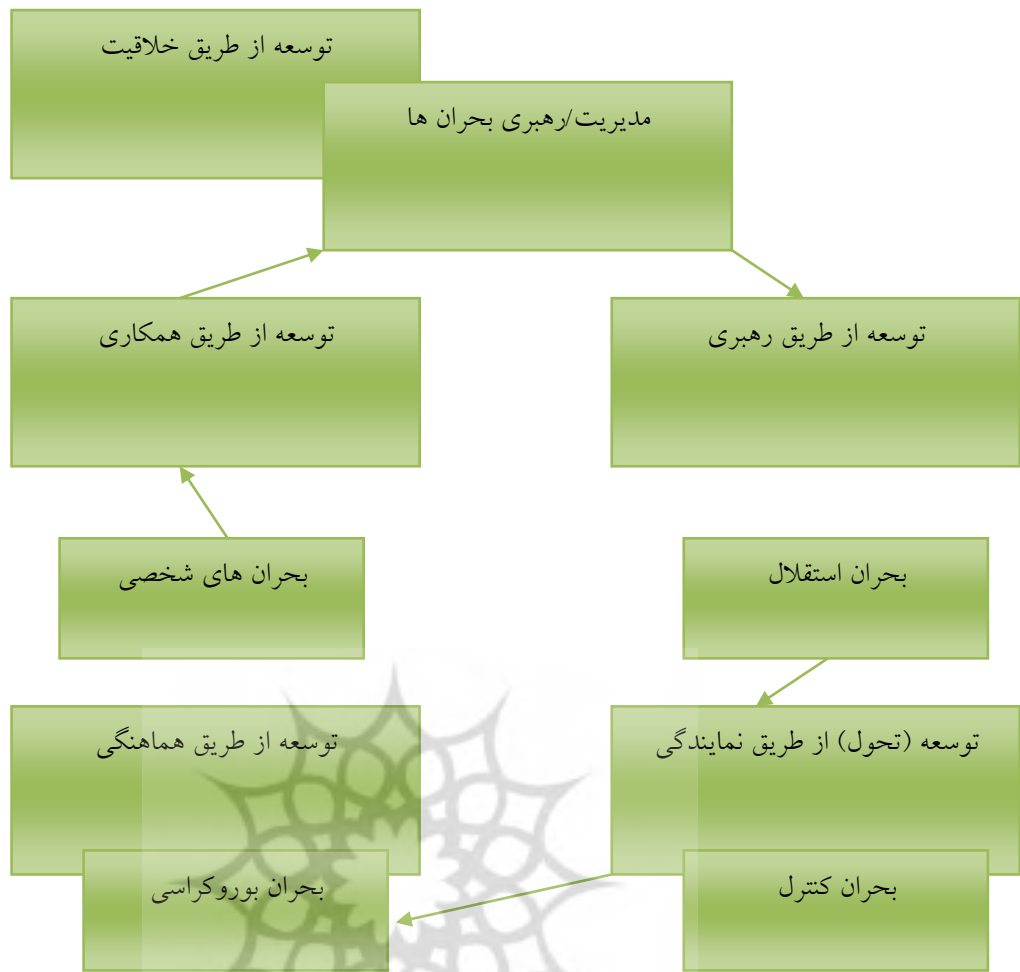 توسعه از طریق خلاقیت
مدیریت/رهبری بحران ها
توسعه از طریق رهبری
توسعه از طریق همکاری
بحران استقلال
بحران های شخصی
توسعه (تحول) از طریق نمایندگی
توسعه از طریق هماهنگی
بحران کنترل
بحران بوروکراسی